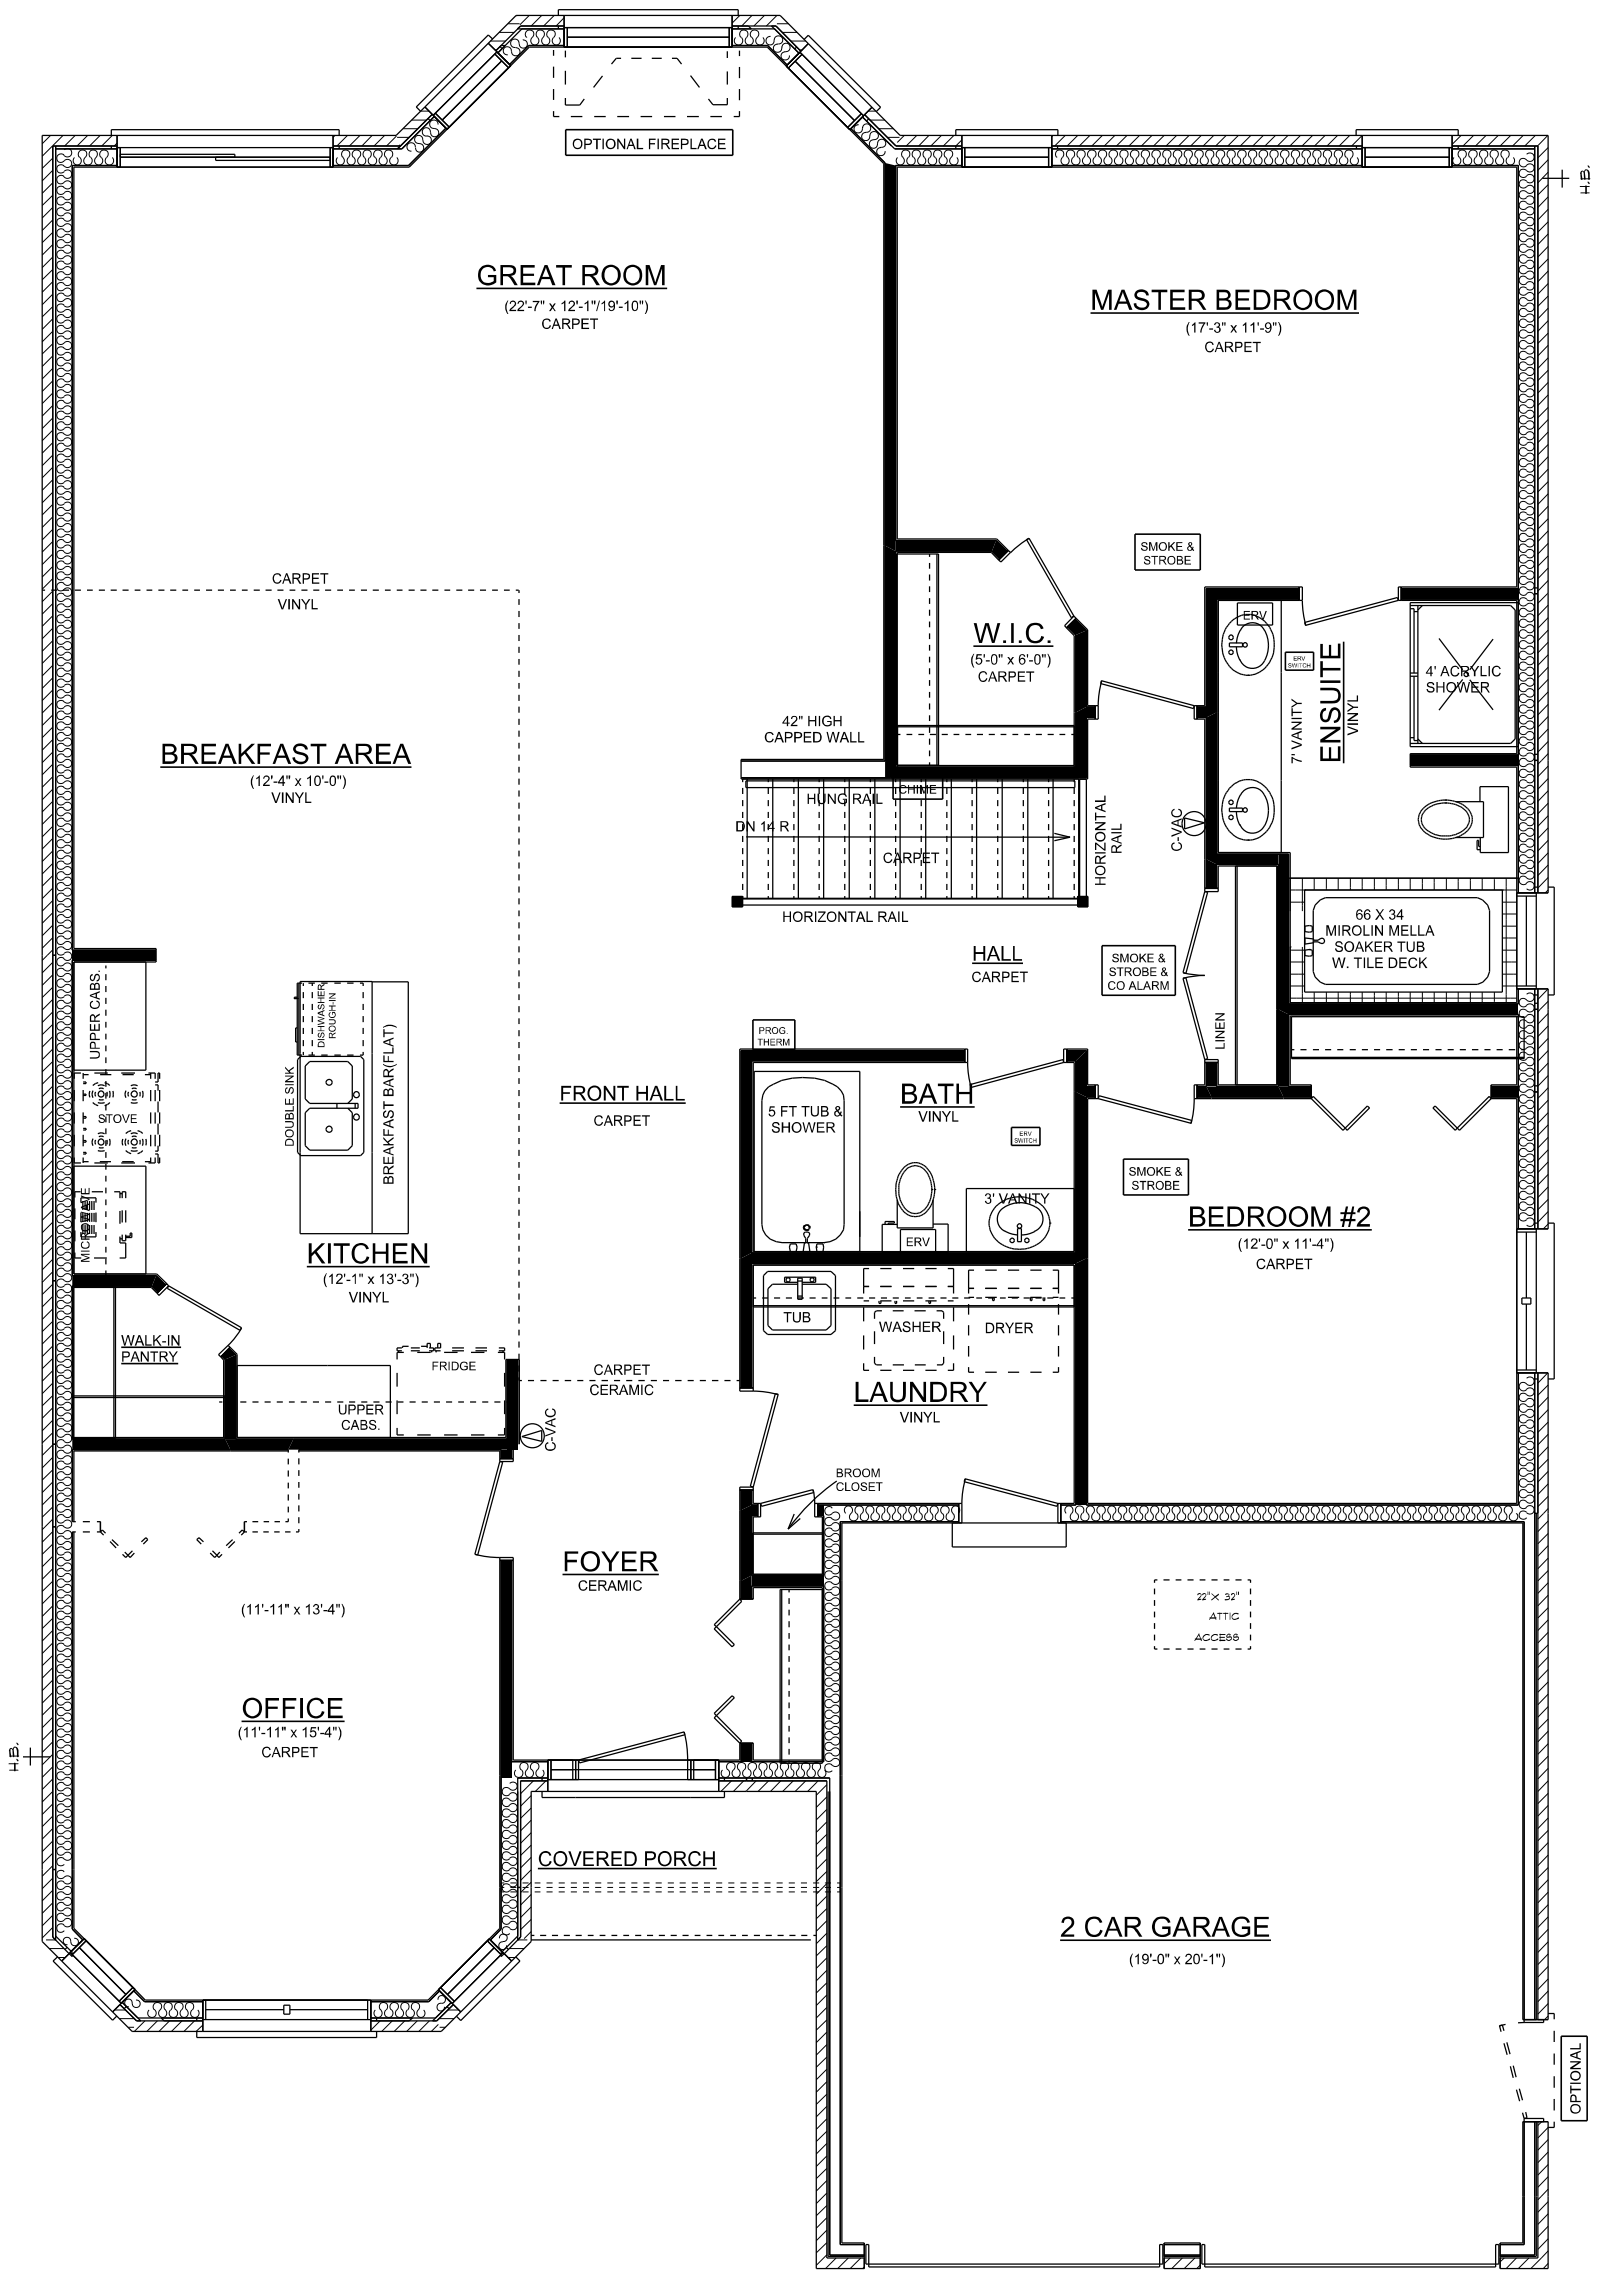 OPTIONAL FIREPLACE
H.B.
GREAT ROOM
(22'-7" x 12'-1"/19'-10")
CARPET
MASTER BEDROOM
(17'-3" x 11'-9")
CARPET
SMOKE &
STROBE
CARPET
VINYL
W.I.C.
(5'-0" x 6'-0")
CARPET
ERV
ERV
SWITCH
ENSUITE
VINYL
7' VANITY
4' ACRYLIC
SHOWER
42" HIGH
CAPPED WALL
BREAKFAST AREA
(12'-4" x 10'-0")
VINYL
HUNG RAIL
CHIME
DN 14 R
CARPET
HORIZONTAL
RAIL
C-VAC
HORIZONTAL RAIL
66 X 34
MIROLIN MELLA
SOAKER TUB
W. TILE DECK
HALL
CARPET
SMOKE &
STROBE &
CO ALARM
LINEN
UPPER CABS.
DISHWASHER
ROUGH-IN
BREAKFAST BAR(FLAT)
DOUBLE SINK
STOVE
PROG.
THERM
FRONT HALL
CARPET
BATH
VINYL
5 FT TUB &
SHOWER
ERV
SWITCH
3' VANITY
ERV
SMOKE &
STROBE
BEDROOM #2
(12'-0" x 11'-4")
CARPET
MICROWAVE
KITCHEN
(12'-1" x 13'-3")
VINYL
TUB
WASHER
DRYER
WALK-IN
PANTRY
FRIDGE
CARPET
CERAMIC
LAUNDRY
VINYL
UPPER
CABS.
C-VAC
BROOM
CLOSET
FOYER
CERAMIC
(11'-11" x 13'-4")
22"X 32"
ATTIC
ACCESS
OFFICE
(11'-11" x 15'-4")
CARPET
H.B.
COVERED PORCH
2 CAR GARAGE
(19'-0" x 20'-1")
OPTIONAL